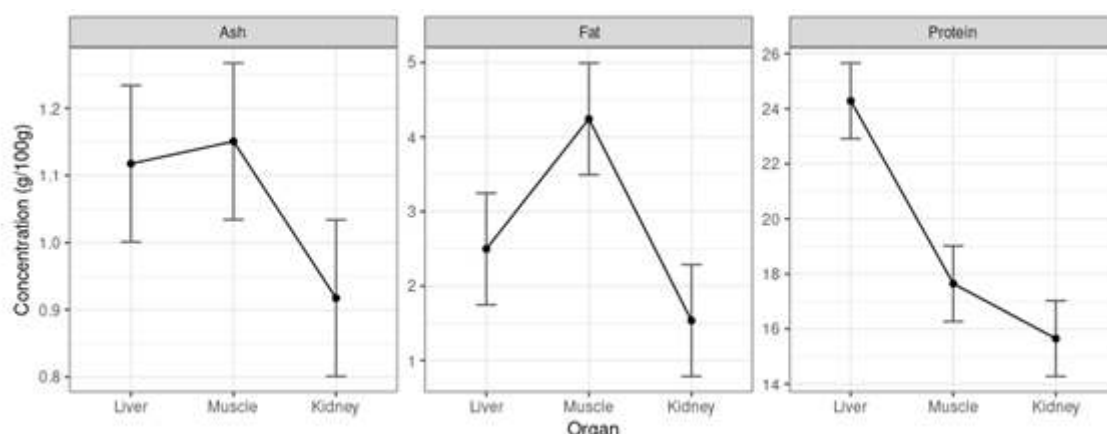 Ash
Fat
Protein
Concentration (g/100g)
1.2
1.1
1.0
0.9
0.8
5
4
3
2
1
26
24
22
20
18
16
14
Liver Muscle Kidney
Liver Muscle Kidney
Liver Muscle Kidney
Organ